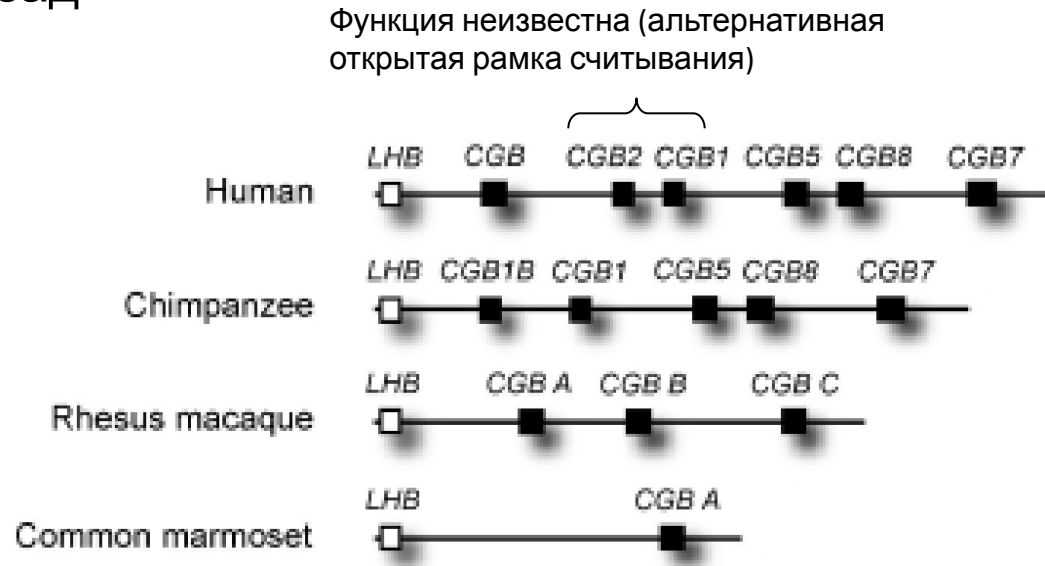 зад
Функция неизвестна (альтернативная
открытая рамка считывания)
LHB CGB CGB2 CGB1 CGB5 CGB8 CGB7
Human
LHB CGB1B CGB1 CGB5 CGB8 CGB7
Chimpanzee
LHB CGB A CGB B CGB C
Rhesus macaque
LHB CGB A
Common marmoset